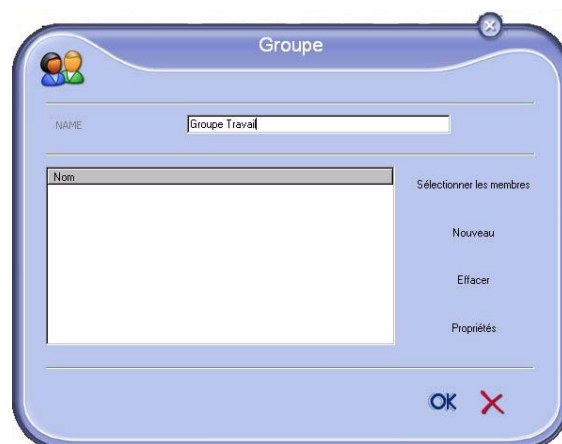 Groupe
NAME
Groupe Travail
Nom
Sélectionner les membres
Nouveau
Effacer
Propriétés
OK